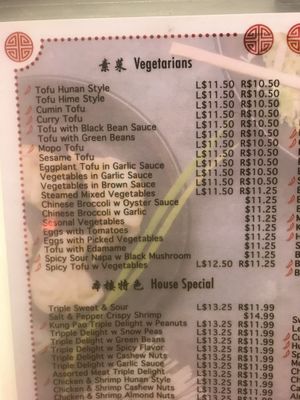 素菜 Vegetarians
Tofu Hunan Style L$11.50 R$10.50
Tofu Hime Style L$11.50 R$10.50
Cumin Tofu L$11.50 R$10.50
Curry Tofu L$11.50 R$10.50
Tofu with Black Bean Sauce L$11.50 R$10.50
Tofu with Green Beans L$11.50 R$10.50
Mapo Tofu L$11.50 R$10.50
Sesame Tofu L$11.50 R$10.50
Eggplant Tofu in Garlic Sauce L$11.50 R$10.50
Vegetables in Garlic Sauce L$11.50 R$10.50
Vegetables in Brown Sauce L$11.50 R$10.50
Steamed Mixed Vegetables L$11.50 R$11.25
Chinese Broccoli w Oyster Sauce $11.25
Chinese Broccoli w Garlic $11.25
Sesonal Vegetables $11.25
Eggs with Tomatoes $11.25
Eggs with Picked Vegetables $11.25
Tofu with Edamame $11.25
Spicy Sour Napa w Black Mushroom $11.25
Spicy Tofu w Vegetables L$12.50 R$11.25
本楼特色 House Special
Triple Sweet & Sour L$13.25 R$11.99
Salt & Pepper Crispy Shrimp $14.99
Kung Pao Triple Delight w Peanuts L$13.25 R$11.99
Tripple Delight w Snow Peas L$13.25 R$11.99
Triple Delight w Green Beans L$13.25 R$11.99
Triple Delight w Spicy Flavor L$13.25 R$11.99
Triple Delight w Cashew Nuts L$13.25 R$11.99
Triple Delight w Garlic Sauce L$13.25 R$11.99
Assorted Meat Triple Delight L$13.25 R$11.99
Chicken & Shrimp Hunan Style L$13.25 R$11.99
Chicken & Shrimp Cashew Nuts L$13.25 R$11.99
Chicken & Shrimp Almond Nuts L$13.25 R$11.99